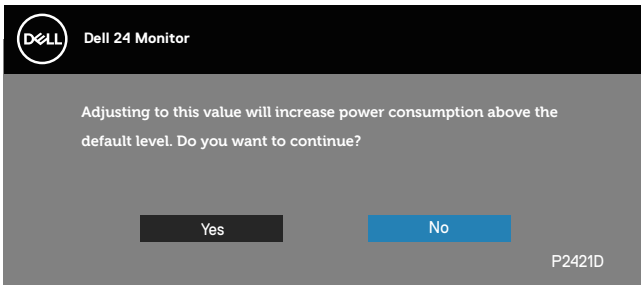 DELL
Dell 24 Monitor
Adjusting to this value will increase power consumption above the
default level. Do you want to continue?
Yes
No
P2421D